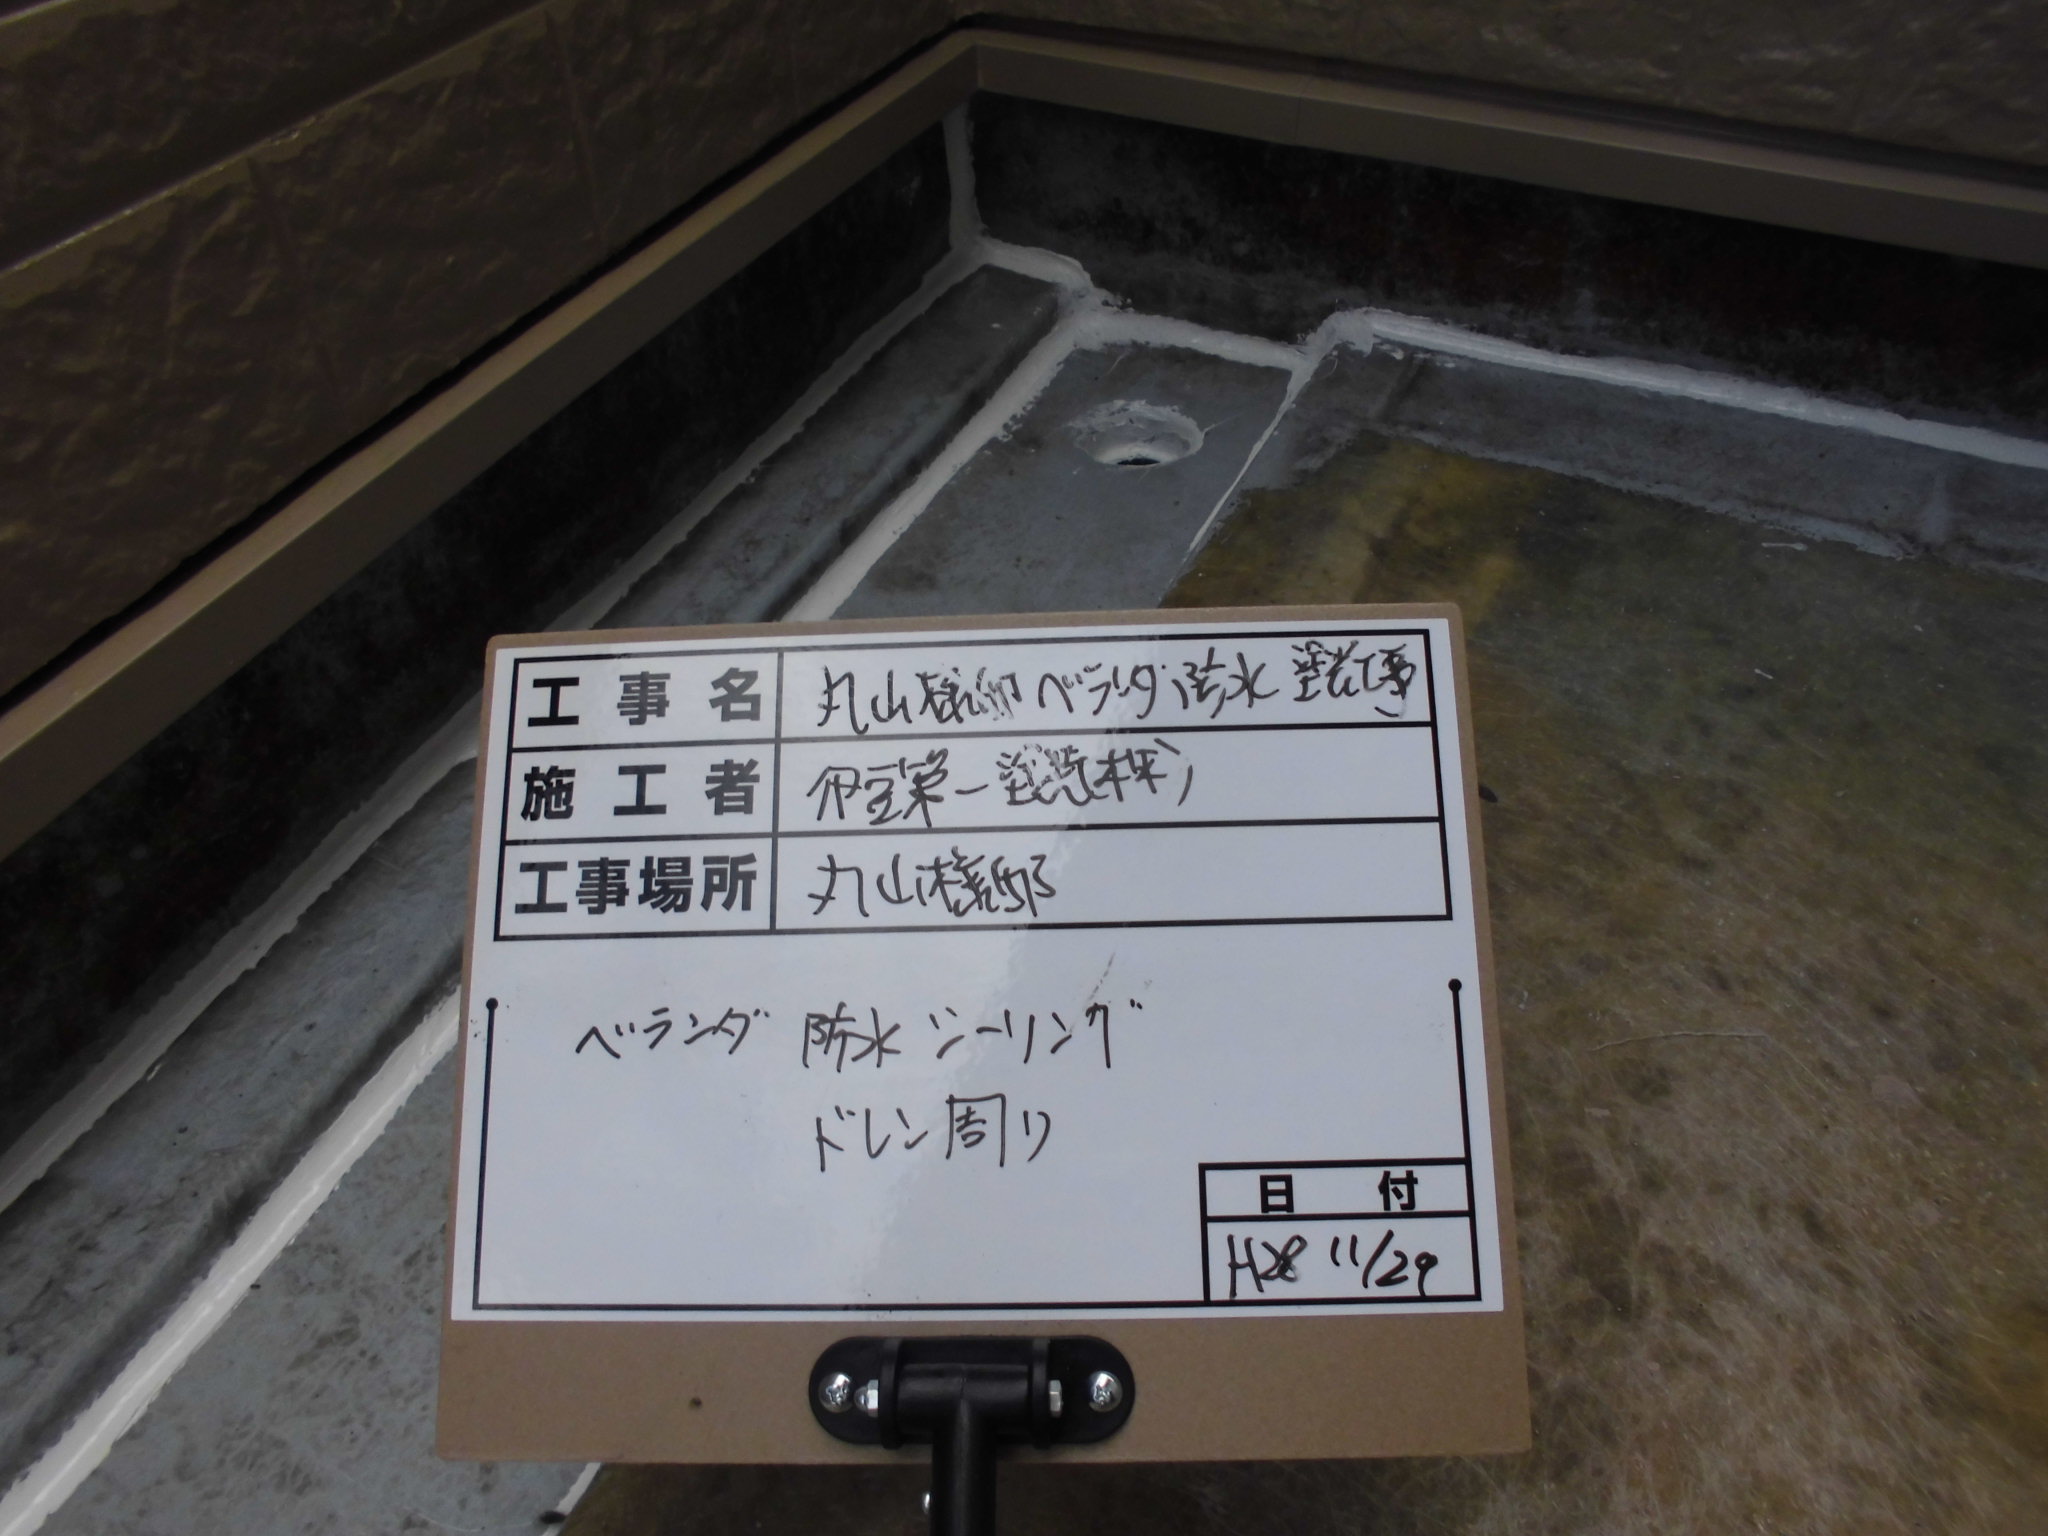 工事名 丸山様邸 ベランダ防水塗装工事
施工者 伊豆第一塗装(株)
工事場所 丸山様邸
ベランダ 防水 シーリング
ドレン周り
日付
H28 11/29